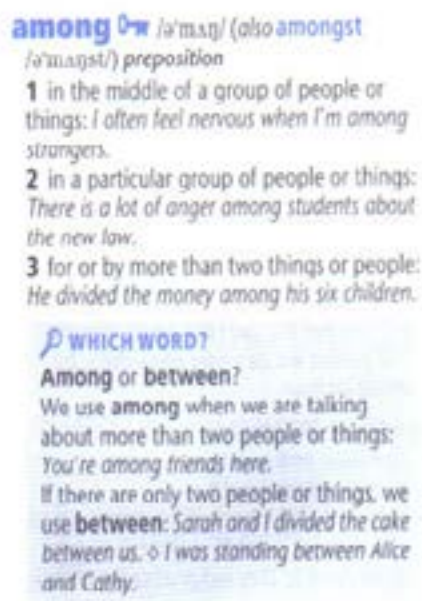 among /əˈmʌŋ/ (also amongst
/əˈmʌŋst/) preposition
1 in the middle of a group of people or
things: I often feel nervous when I'm among
strangers.
2 in a particular group of people or things:
There is a lot of anger among students about
the new law.
3 for or by more than two things or people:
He divided the money among his six children.
WHICH WORD?
Among or between?
We use among when we are talking
about more than two people or things:
You're among friends here.
If there are only two people or things, we
use between: Sarah and I divided the cake
between us. ◇ I was standing between Alice
and Cathy.